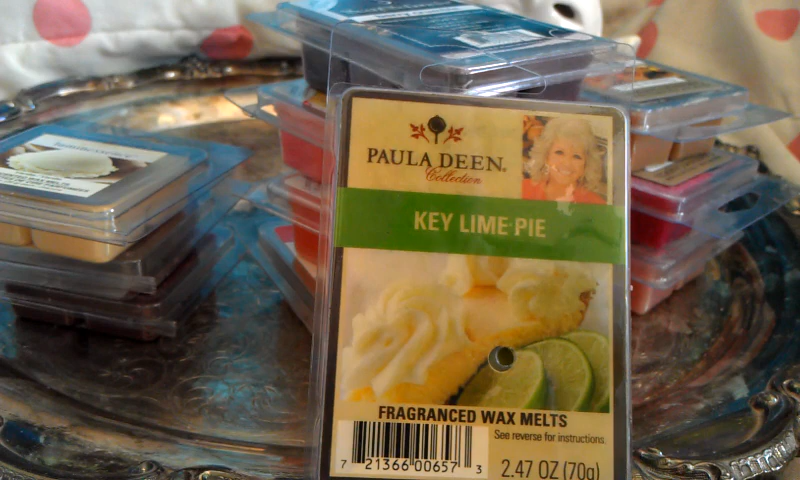 PAULA DEEN.
Collection
KEY LIME PIE
FRAGRANCED WAX MELTS
See reverse for instructions.
7 21366 00657 3
2.47 OZ (70g)